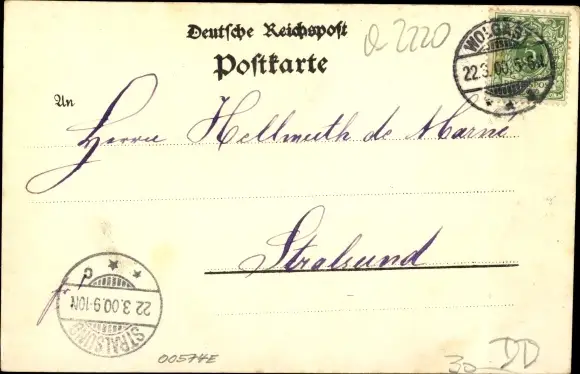 Deutsche Reichspost
Q 2220
Postkarte
WOLGAST
22.3.00.
An
Herrn Hellmuth de Marné
Stralsund
STRALSUND
22.3.00.9-10N
c
00574E
30 DD